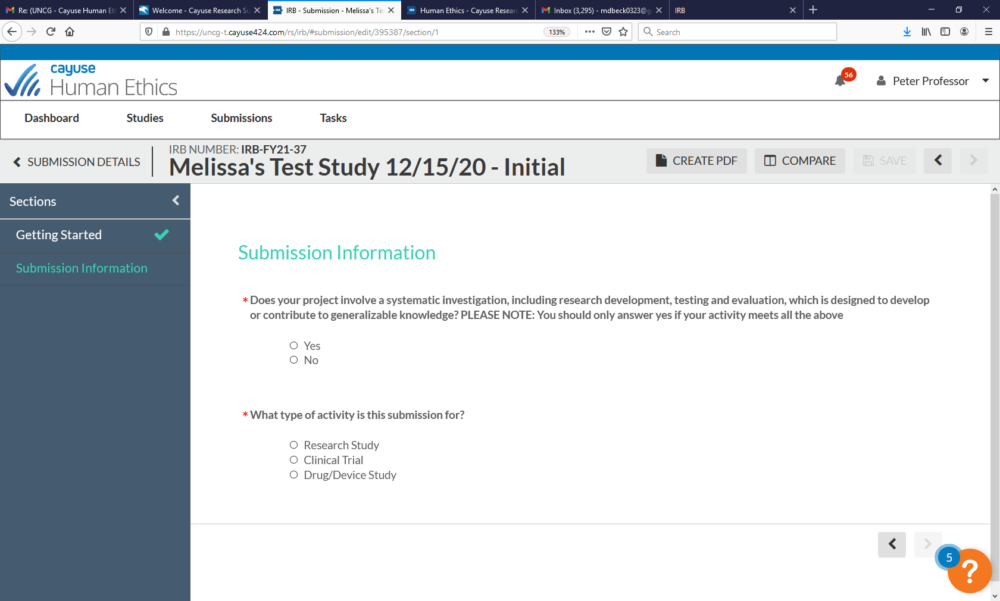 Re: (UNCG - Cayuse Human Et
Welcome - Cayuse Research Su
IRB - Submission - Melissa's Te
Human Ethics - Cayuse Resear
Inbox (3,295) - mdbeck0323@g
IRB
https://uncg-t.cayuse424.com/rs/irb/#submission/edit/395387/section/1
133%
Search
cayuse
Human Ethics
56
Peter Professor
Dashboard
Studies
Submissions
Tasks
SUBMISSION DETAILS
IRB NUMBER: IRB-FY21-37
Melissa's Test Study 12/15/20 - Initial
CREATE PDF
COMPARE
SAVE
Sections
Getting Started
Submission Information
Submission Information
* Does your project involve a systematic investigation, including research development, testing and evaluation, which is designed to develop
or contribute to generalizable knowledge? PLEASE NOTE: You should only answer yes if your activity meets all the above
Yes
No
* What type of activity is this submission for?
Research Study
Clinical Trial
Drug/Device Study
5
?